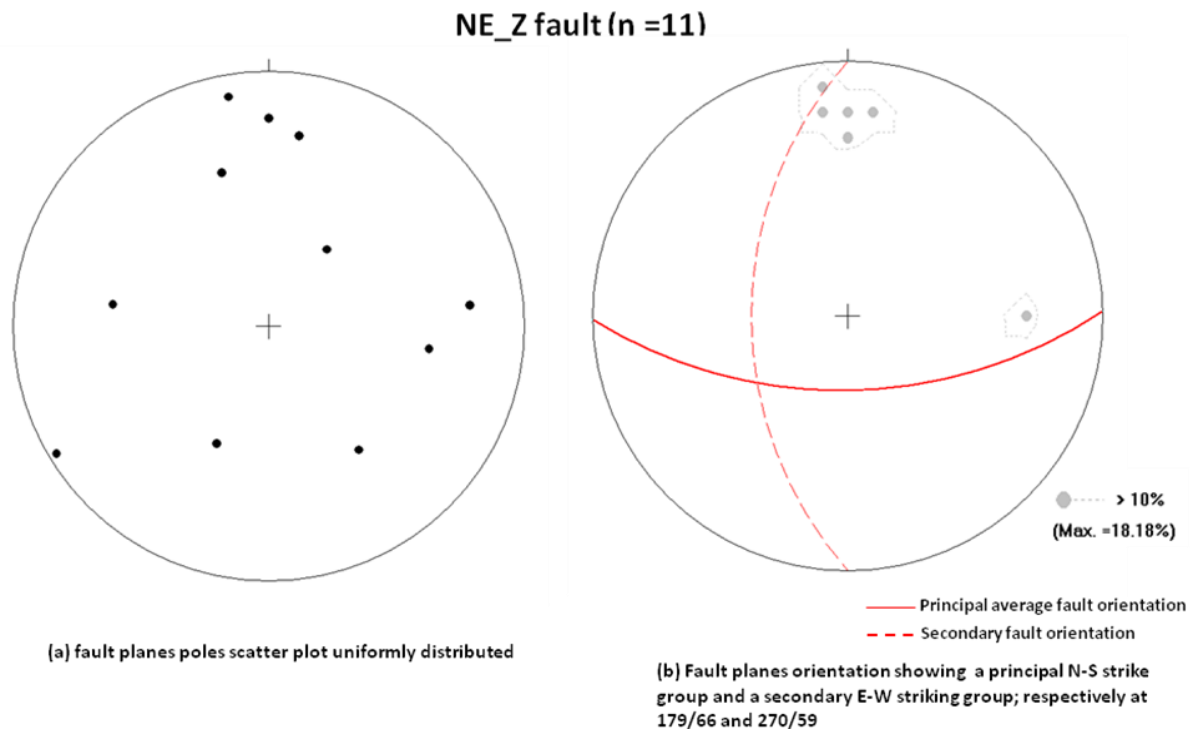 NE_Z fault (n =11)
> 10%
(Max. =18.18%)
Principal average fault orientation
Secondary fault orientation
(a) fault planes poles scatter plot uniformly distributed
(b) Fault planes orientation showing a principal N-S strike
group and a secondary E-W striking group; respectively at
179/66 and 270/59